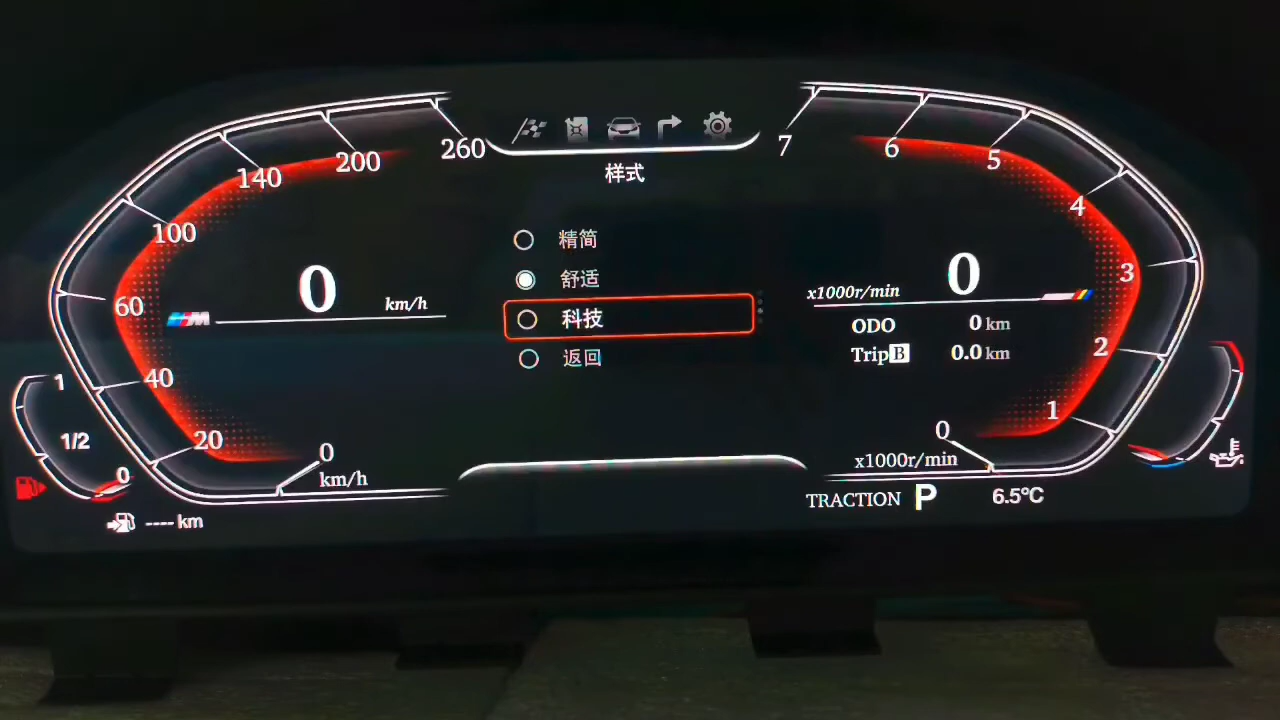 260
200
140
100
60
40
20
0
km/h
0
km/h
M
1
1/2
0
---- km
样式
精简
舒适
科技
返回
7
6
5
4
3
2
1
0
x1000r/min
0
x1000r/min
ODO 0 km
Trip B 0.0 km
TRACTION P 6.5°C